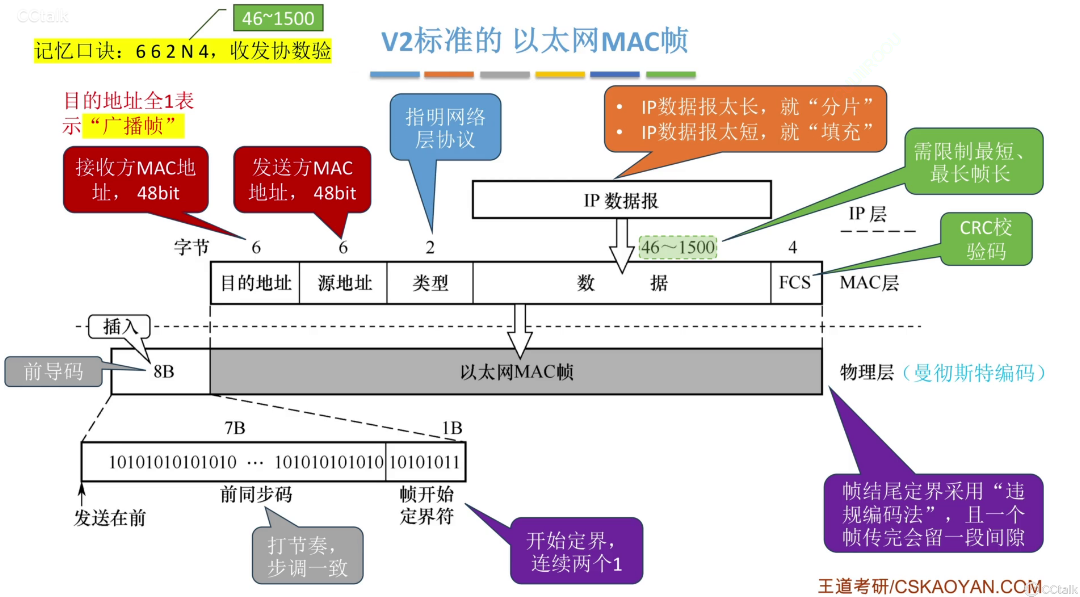 CCtalk
46~1500
记忆口诀：6 6 2 N 4，收发协数验
V2标准的 以太网MAC帧
目的地址全1表
示“广播帧”
指明网络
层协议
• IP数据报太长，就“分片”
• IP数据报太短，就“填充”
接收方MAC地
址， 48bit
发送方MAC
地址， 48bit
需限制最短、
最长帧长
IP 数据报
IP 层
CRC校
验码
字节 6 6 2 46～1500 4
目的地址 源地址 类型 数 据 FCS MAC层
插入
前导码 8B 以太网MAC帧 物理层（曼彻斯特编码）
7B 1B
10101010101010 … 101010101010 10101011
发送在前 前同步码 帧开始
定界符
打节奏，
步调一致
开始定界，
连续两个1
帧结尾定界采用“违
规编码法”，且一个
帧传完会留一段间隙
王道考研/CSKAOYAN.COM
CCtalk